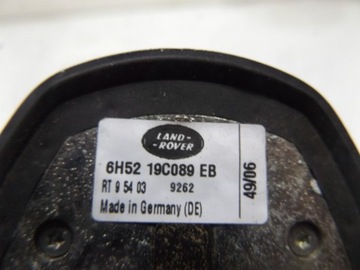 LAND-
ROVER
6H52 19C089 EB
RT 9 54 03 9262
Made in Germany (DE)
49/06